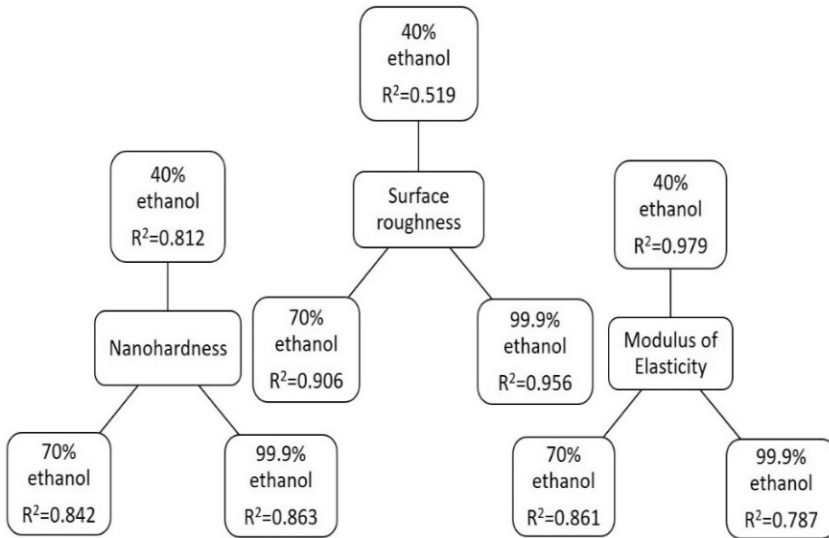 40%
ethanol
R²=0.519
Surface
roughness
70%
ethanol
R²=0.906
99.9%
ethanol
R²=0.956
40%
ethanol
R²=0.812
Nanohardness
70%
ethanol
R²=0.842
99.9%
ethanol
R²=0.863
40%
ethanol
R²=0.979
Modulus of
Elasticity
70%
ethanol
R²=0.861
99.9%
ethanol
R²=0.787